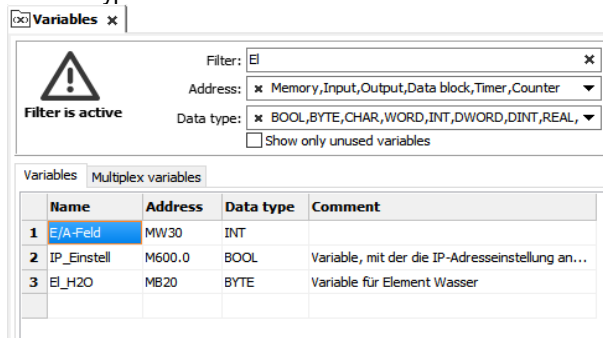 Variables x
Filter: El
Address: Memory,Input,Output,Data block,Timer,Counter
Filter is active
Data type: BOOL,BYTE,CHAR,WORD,INT,DWORD,DINT,REAL,
Show only unused variables
Variables Multiplex variables
Name Address Data type Comment
1 E/A-Feld MW30 INT
2 IP_Einstell M600.0 BOOL Variable, mit der die IP-Adresseinstellung an...
3 El_H2O MB20 BYTE Variable für Element Wasser